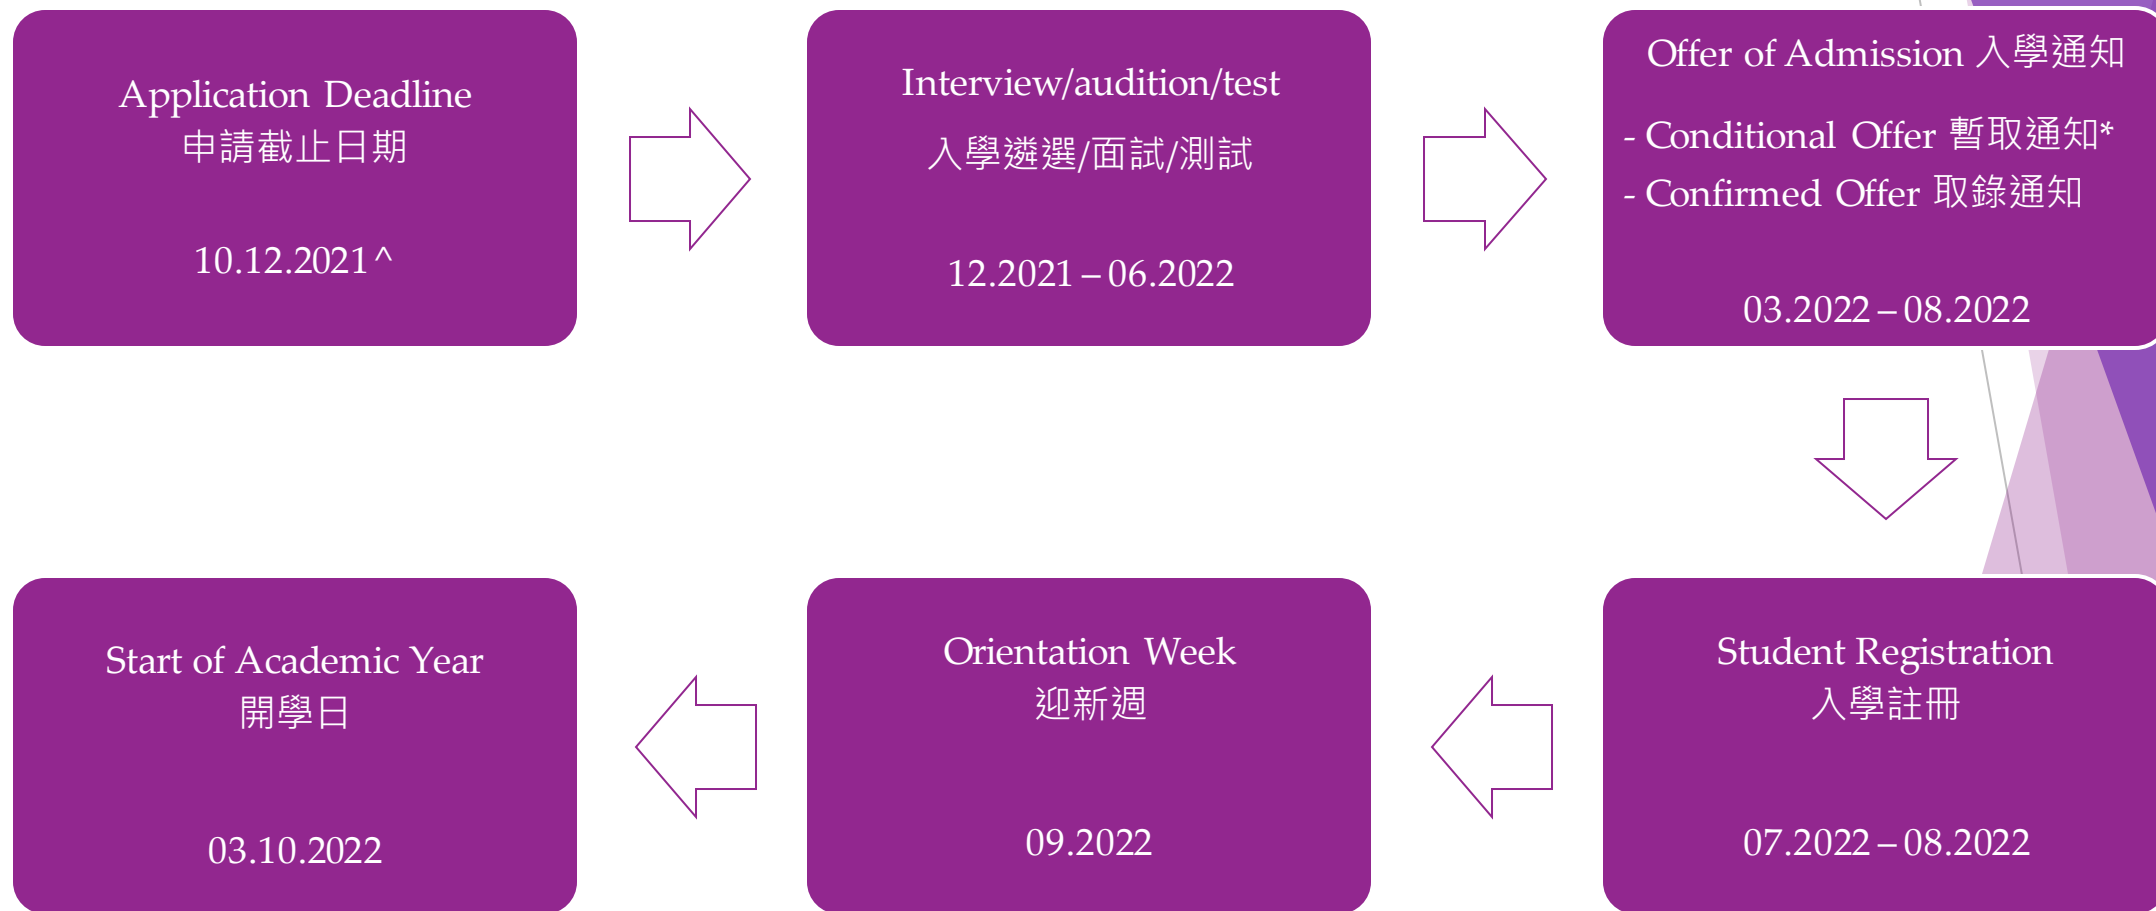 Application Deadline
申請截止日期
10.12.2021^
Interview/audition/test
入學遴選/面試/測試
12.2021 – 06.2022
Offer of Admission 入學通知
- Conditional Offer 暫取通知*
- Confirmed Offer 取錄通知
03.2022 – 08.2022
Student Registration
入學註冊
07.2022 – 08.2022
Orientation Week
迎新週
09.2022
Start of Academic Year
開學日
03.10.2022